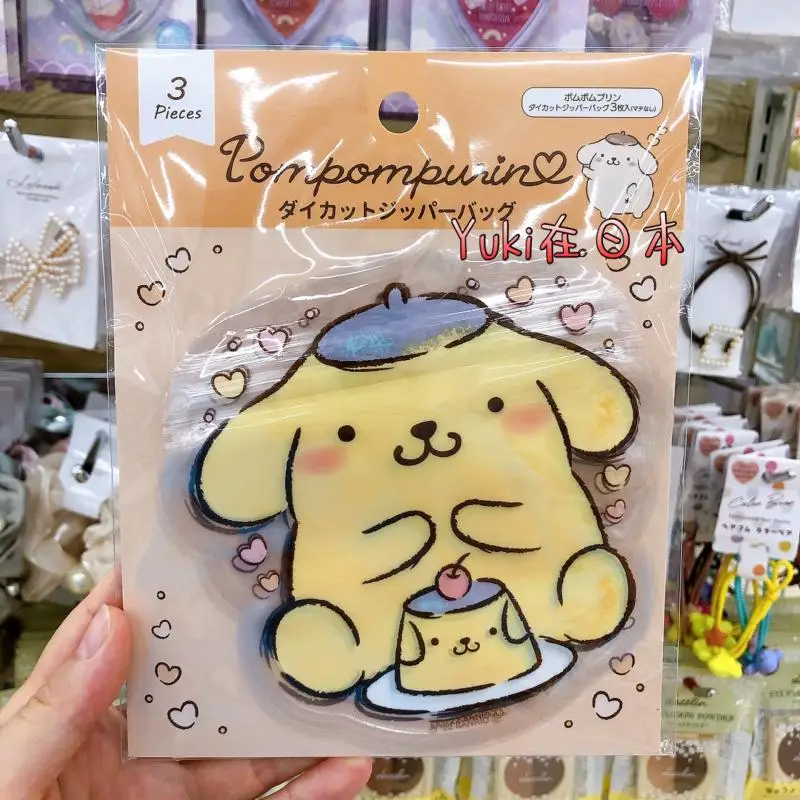 3
Pieces
ポムポムプリン
ダイカットジッパーバッグ3枚入(マチなし)
Pompompurin
ダイカットジッパーバッグ
Yuki在日本